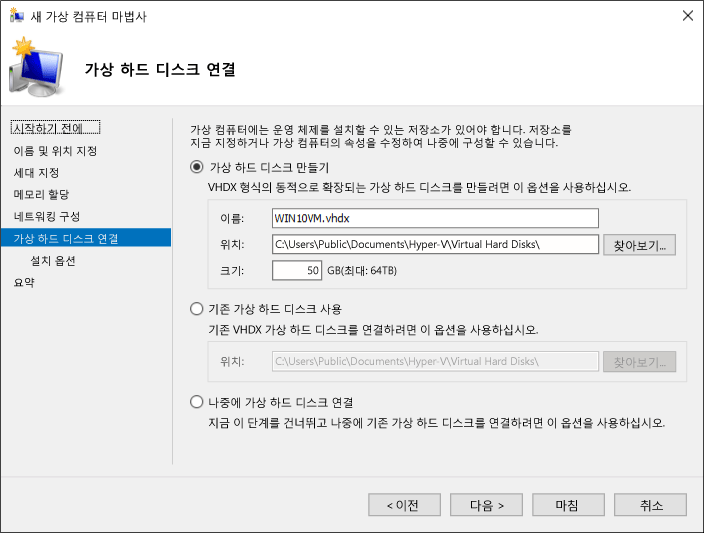 새 가상 컴퓨터 마법사
가상 하드 디스크 연결
시작하기 전에
이름 및 위치 지정
세대 지정
메모리 할당
네트워킹 구성
가상 하드 디스크 연결
설치 옵션
요약
가상 컴퓨터에는 운영 체제를 설치할 수 있는 저장소가 있어야 합니다. 저장소를
지금 지정하거나 가상 컴퓨터의 속성을 수정하여 나중에 구성할 수 있습니다.
가상 하드 디스크 만들기
VHDX 형식의 동적으로 확장되는 가상 하드 디스크를 만들려면 이 옵션을 사용하십시오.
이름: WIN10VM.vhdx
위치: C:\Users\Public\Documents\Hyper-V\Virtual Hard Disks\ 찾아보기...
크기: 50 GB(최대: 64TB)
기존 가상 하드 디스크 사용
기존 VHDX 가상 하드 디스크를 연결하려면 이 옵션을 사용하십시오.
위치: C:\Users\Public\Documents\Hyper-V\Virtual Hard Disks\ 찾아보기...
나중에 가상 하드 디스크 연결
지금 이 단계를 건너뛰고 나중에 기존 가상 하드 디스크를 연결하려면 이 옵션을 사용하십시오.
< 이전 다음 > 마침 취소